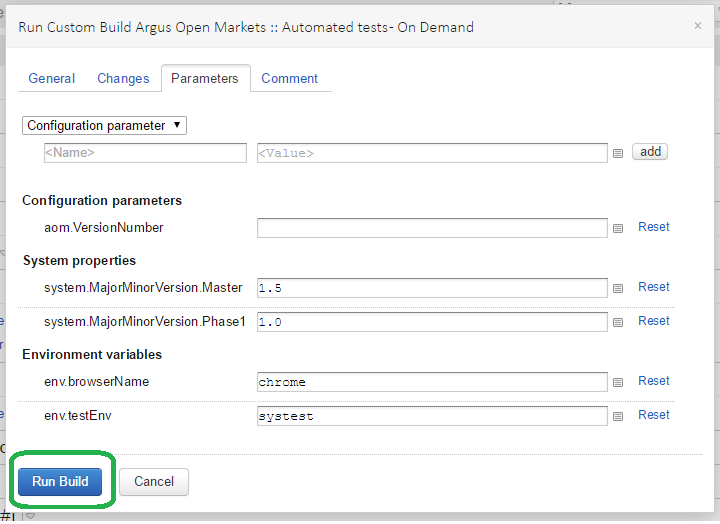 Run Custom Build Argus Open Markets :: Automated tests- On Demand ×
General Changes Parameters Comment
Configuration parameter ▼
<Name> <Value> add
Configuration parameters
aom.VersionNumber Reset
System properties
system.MajorMinorVersion.Master 1.5 Reset
system.MajorMinorVersion.Phase1 1.0 Reset
Environment variables
env.browserName chrome Reset
env.testEnv systest Reset
Run Build Cancel